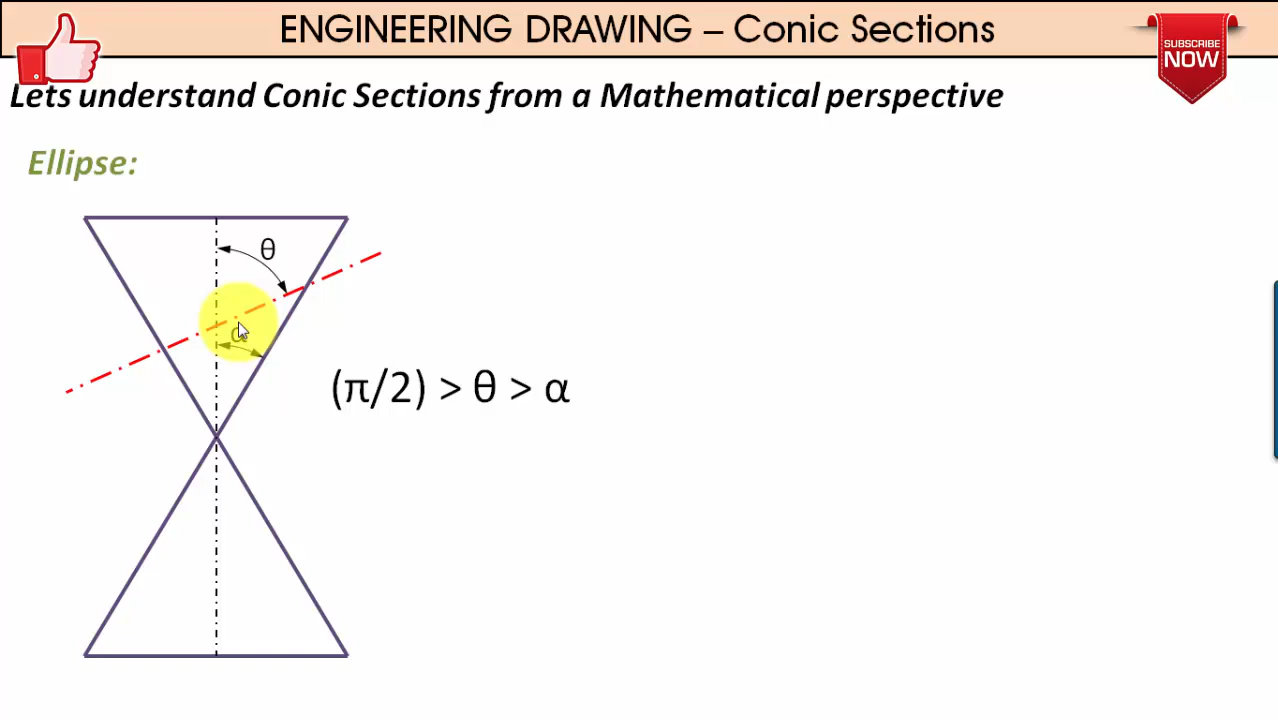 ENGINEERING DRAWING – Conic Sections
SUBSCRIBE
NOW
Lets understand Conic Sections from a Mathematical perspective
Ellipse:
θ
α
(π/2) > θ > α